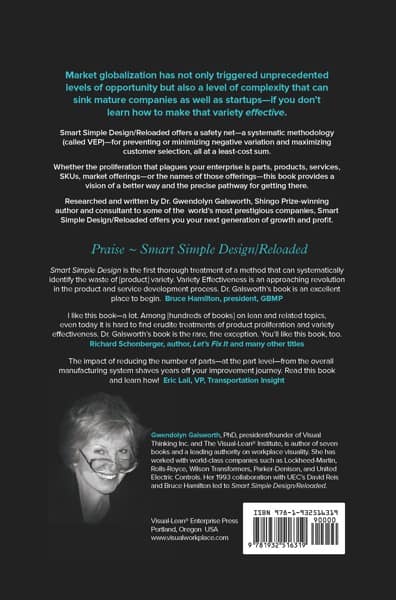 Market globalization has not only triggered unprecedented
levels of opportunity but also a level of complexity that can
sink mature companies as well as startups—if you don't
learn how to make that variety effective.
Smart Simple Design/Reloaded offers a safety net—a systematic methodology
(called VEP)—for preventing or minimizing negative variation and maximizing
customer selection, all at a least-cost sum.
Whether the proliferation that plagues your enterprise is parts, products, services,
SKUs, market offerings—or the names of those offerings—this book provides a
vision of a better way and the precise pathway for getting there.
Researched and written by Dr. Gwendolyn Galsworth, Shingo Prize-winning
author and consultant to some of the world's most prestigious companies, Smart
Simple Design/Reloaded offers you your next generation of growth and profit.
Praise ~ Smart Simple Design/Reloaded
Smart Simple Design is the first thorough treatment of a method that can systematically
identify the waste of [product] variety. Variety Effectiveness is an approaching revolution
in the product and service development process. Dr. Galsworth's book is an excellent
place to begin. Bruce Hamilton, president, GBMP
I like this book—a lot. Among [hundreds of books] on lean and related topics,
even today it is hard to find erudite treatments of product proliferation and variety
effectiveness. Dr. Galsworth's book is the rare, fine exception. You'll like this book, too.
Richard Schonberger, author, Let's Fix It and many other titles
The impact of reducing the number of parts—at the part level—from the overall
manufacturing system shaves years off your improvement journey. Read this book
and learn how! Eric Lail, VP, Transportation Insight
Gwendolyn Galsworth, PhD, president/founder of Visual
Thinking Inc. and The Visual-Lean® Institute, is author of seven
books and a leading authority on workplace visuality. She has
worked with world-class companies such as Lockheed-Martin,
Rolls-Royce, Wilson Transformers, Parker-Denison, and United
Electric Controls. Her 1993 collaboration with UEC's David Reis
and Bruce Hamilton led to Smart Simple Design/Reloaded.
Visual-Lean® Enterprise Press
Portland, Oregon USA
www.visualworkplace.com
ISBN 978-1-932516319
90000
9 781932 516319